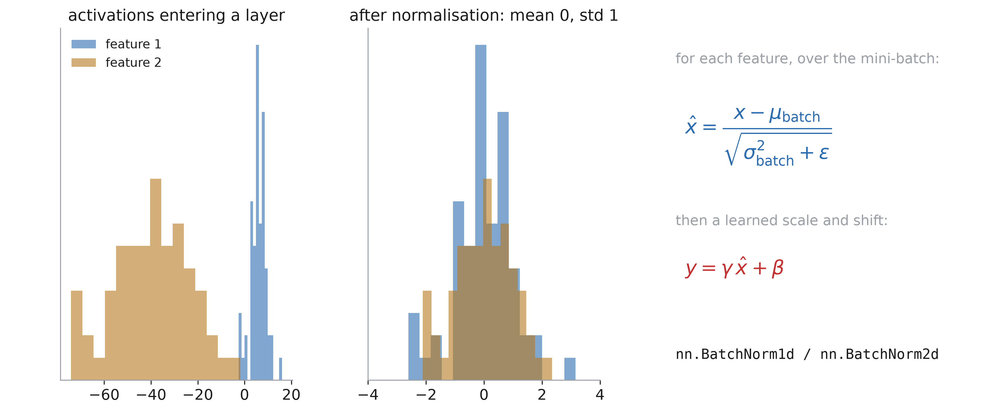 activations entering a layer
feature 1
feature 2
−60 −40 −20 0 20
after normalisation: mean 0, std 1
−4 −2 0 2 4
for each feature, over the mini-batch:
x̂ = (x − μ_batch) / √(σ²_batch + ε)
then a learned scale and shift:
y = γ x̂ + β
nn.BatchNorm1d / nn.BatchNorm2d